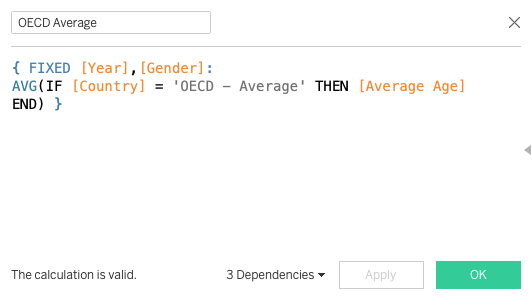 OECD Average
{ FIXED [Year],[Gender]:
AVG(IF [Country] = 'OECD – Average' THEN [Average Age]
END) }
The calculation is valid.
3 Dependencies
Apply
OK